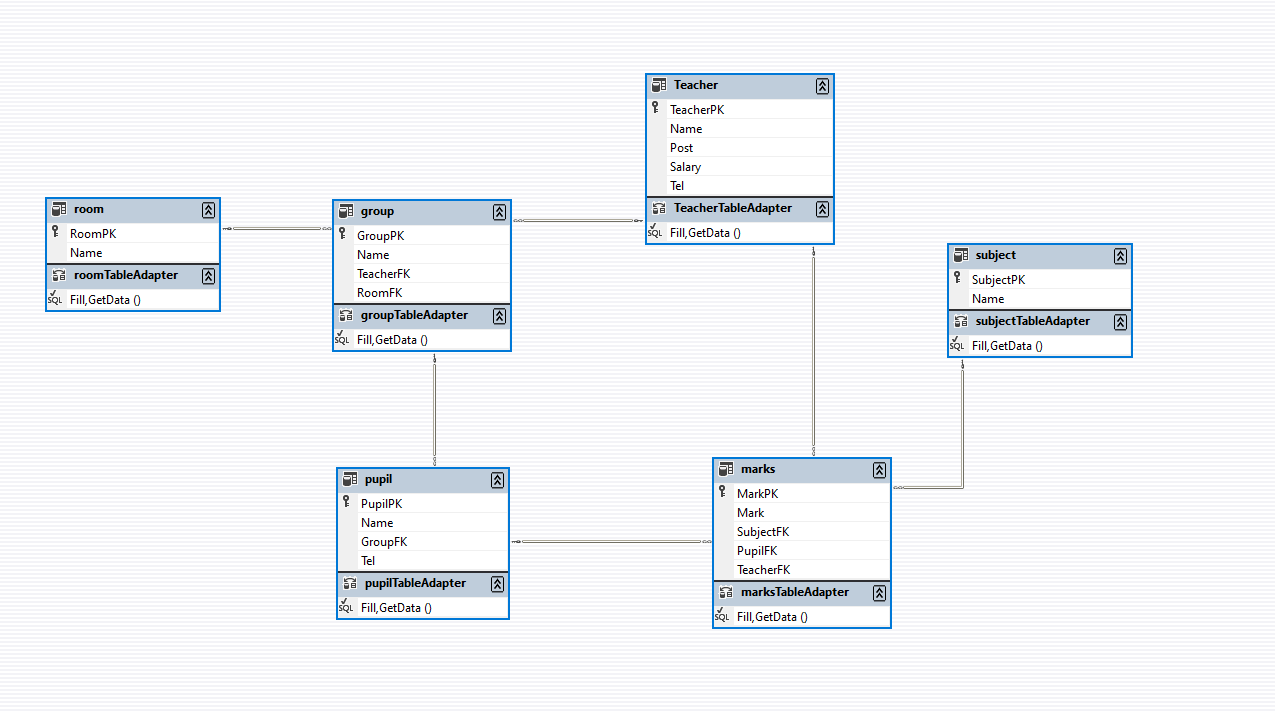 Teacher
TeacherPK
Name
Post
Salary
Tel
TeacherTableAdapter
SQL Fill,GetData ()
room
RoomPK
Name
roomTableAdapter
SQL Fill,GetData ()
group
GroupPK
Name
TeacherFK
RoomFK
groupTableAdapter
SQL Fill,GetData ()
subject
SubjectPK
Name
subjectTableAdapter
SQL Fill,GetData ()
pupil
PupilPK
Name
GroupFK
Tel
pupilTableAdapter
SQL Fill,GetData ()
marks
MarkPK
Mark
SubjectFK
PupilFK
TeacherFK
marksTableAdapter
SQL Fill,GetData ()